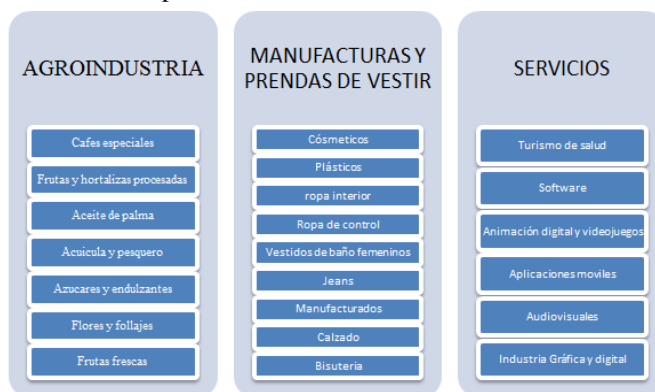 AGROINDUSTRIA
Cafes especiales
Frutas y hortalizas procesadas
Aceite de palma
Acuicula y pesquero
Azucares y endulzantes
Flores y follajes
Frutas frescas
MANUFACTURAS Y
PRENDAS DE VESTIR
Cósmeticos
Plásticos
ropa interior
Ropa de control
Vestidos de baño femeninos
Jeans
Manufacturados
Calzado
Bisuteria
SERVICIOS
Turismo de salud
Software
Animación digital y videojuegos
Aplicaciones moviles
Audiovisuales
Industria Gráfica y digital